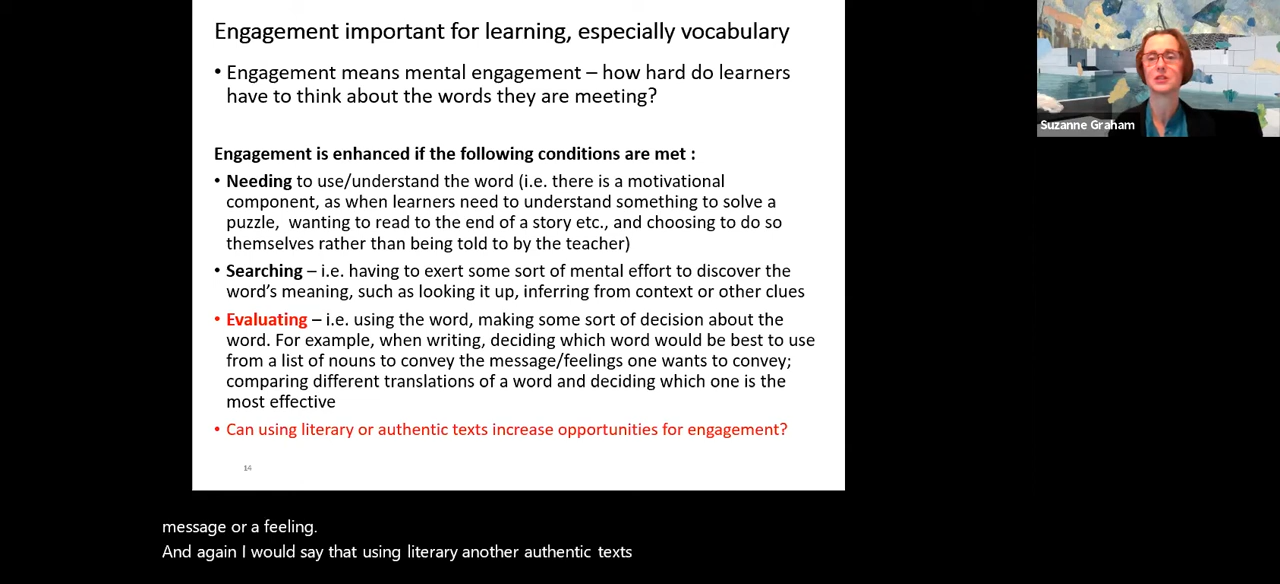 Engagement important for learning, especially vocabulary
• Engagement means mental engagement – how hard do learners
have to think about the words they are meeting?
Engagement is enhanced if the following conditions are met :
• Needing to use/understand the word (i.e. there is a motivational
component, as when learners need to understand something to solve a
puzzle,  wanting to read to the end of a story etc., and choosing to do so
themselves rather than being told to by the teacher)
• Searching – i.e. having to exert some sort of mental effort to discover the
word's meaning, such as looking it up, inferring from context or other clues
• Evaluating – i.e. using the word, making some sort of decision about the
word. For example, when writing, deciding which word would be best to use
from a list of nouns to convey the message/feelings one wants to convey;
comparing different translations of a word and deciding which one is the
most effective
• Can using literary or authentic texts increase opportunities for engagement?
14
Suzanne Graham
message or a feeling.
And again I would say that using literary another authentic texts